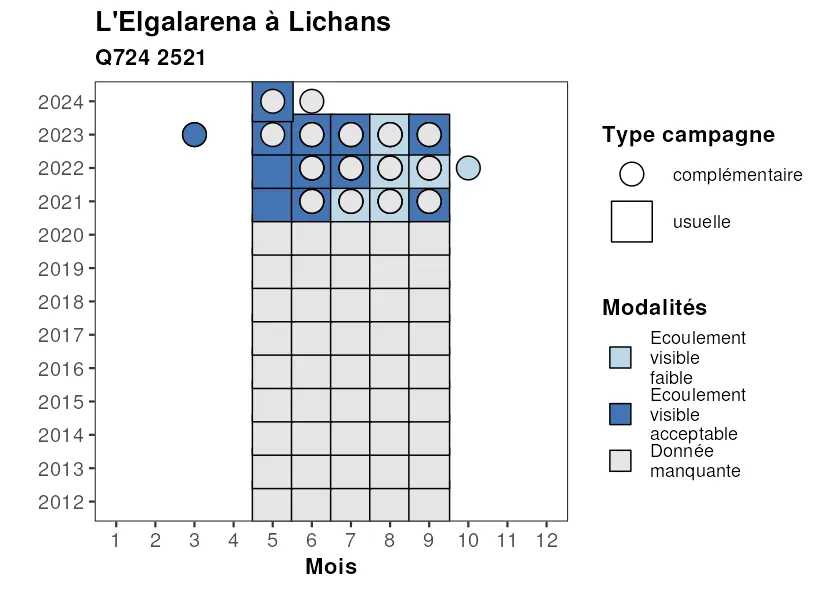 L'Elgalarena à Lichans
Q724 2521
2024
2023
2022
2021
2020
2019
2018
2017
2016
2015
2014
2013
2012
1 2 3 4 5 6 7 8 9 10 11 12
Mois
Type campagne
complémentaire
usuelle
Modalités
Ecoulement
visible
faible
Ecoulement
visible
acceptable
Donnée
manquante